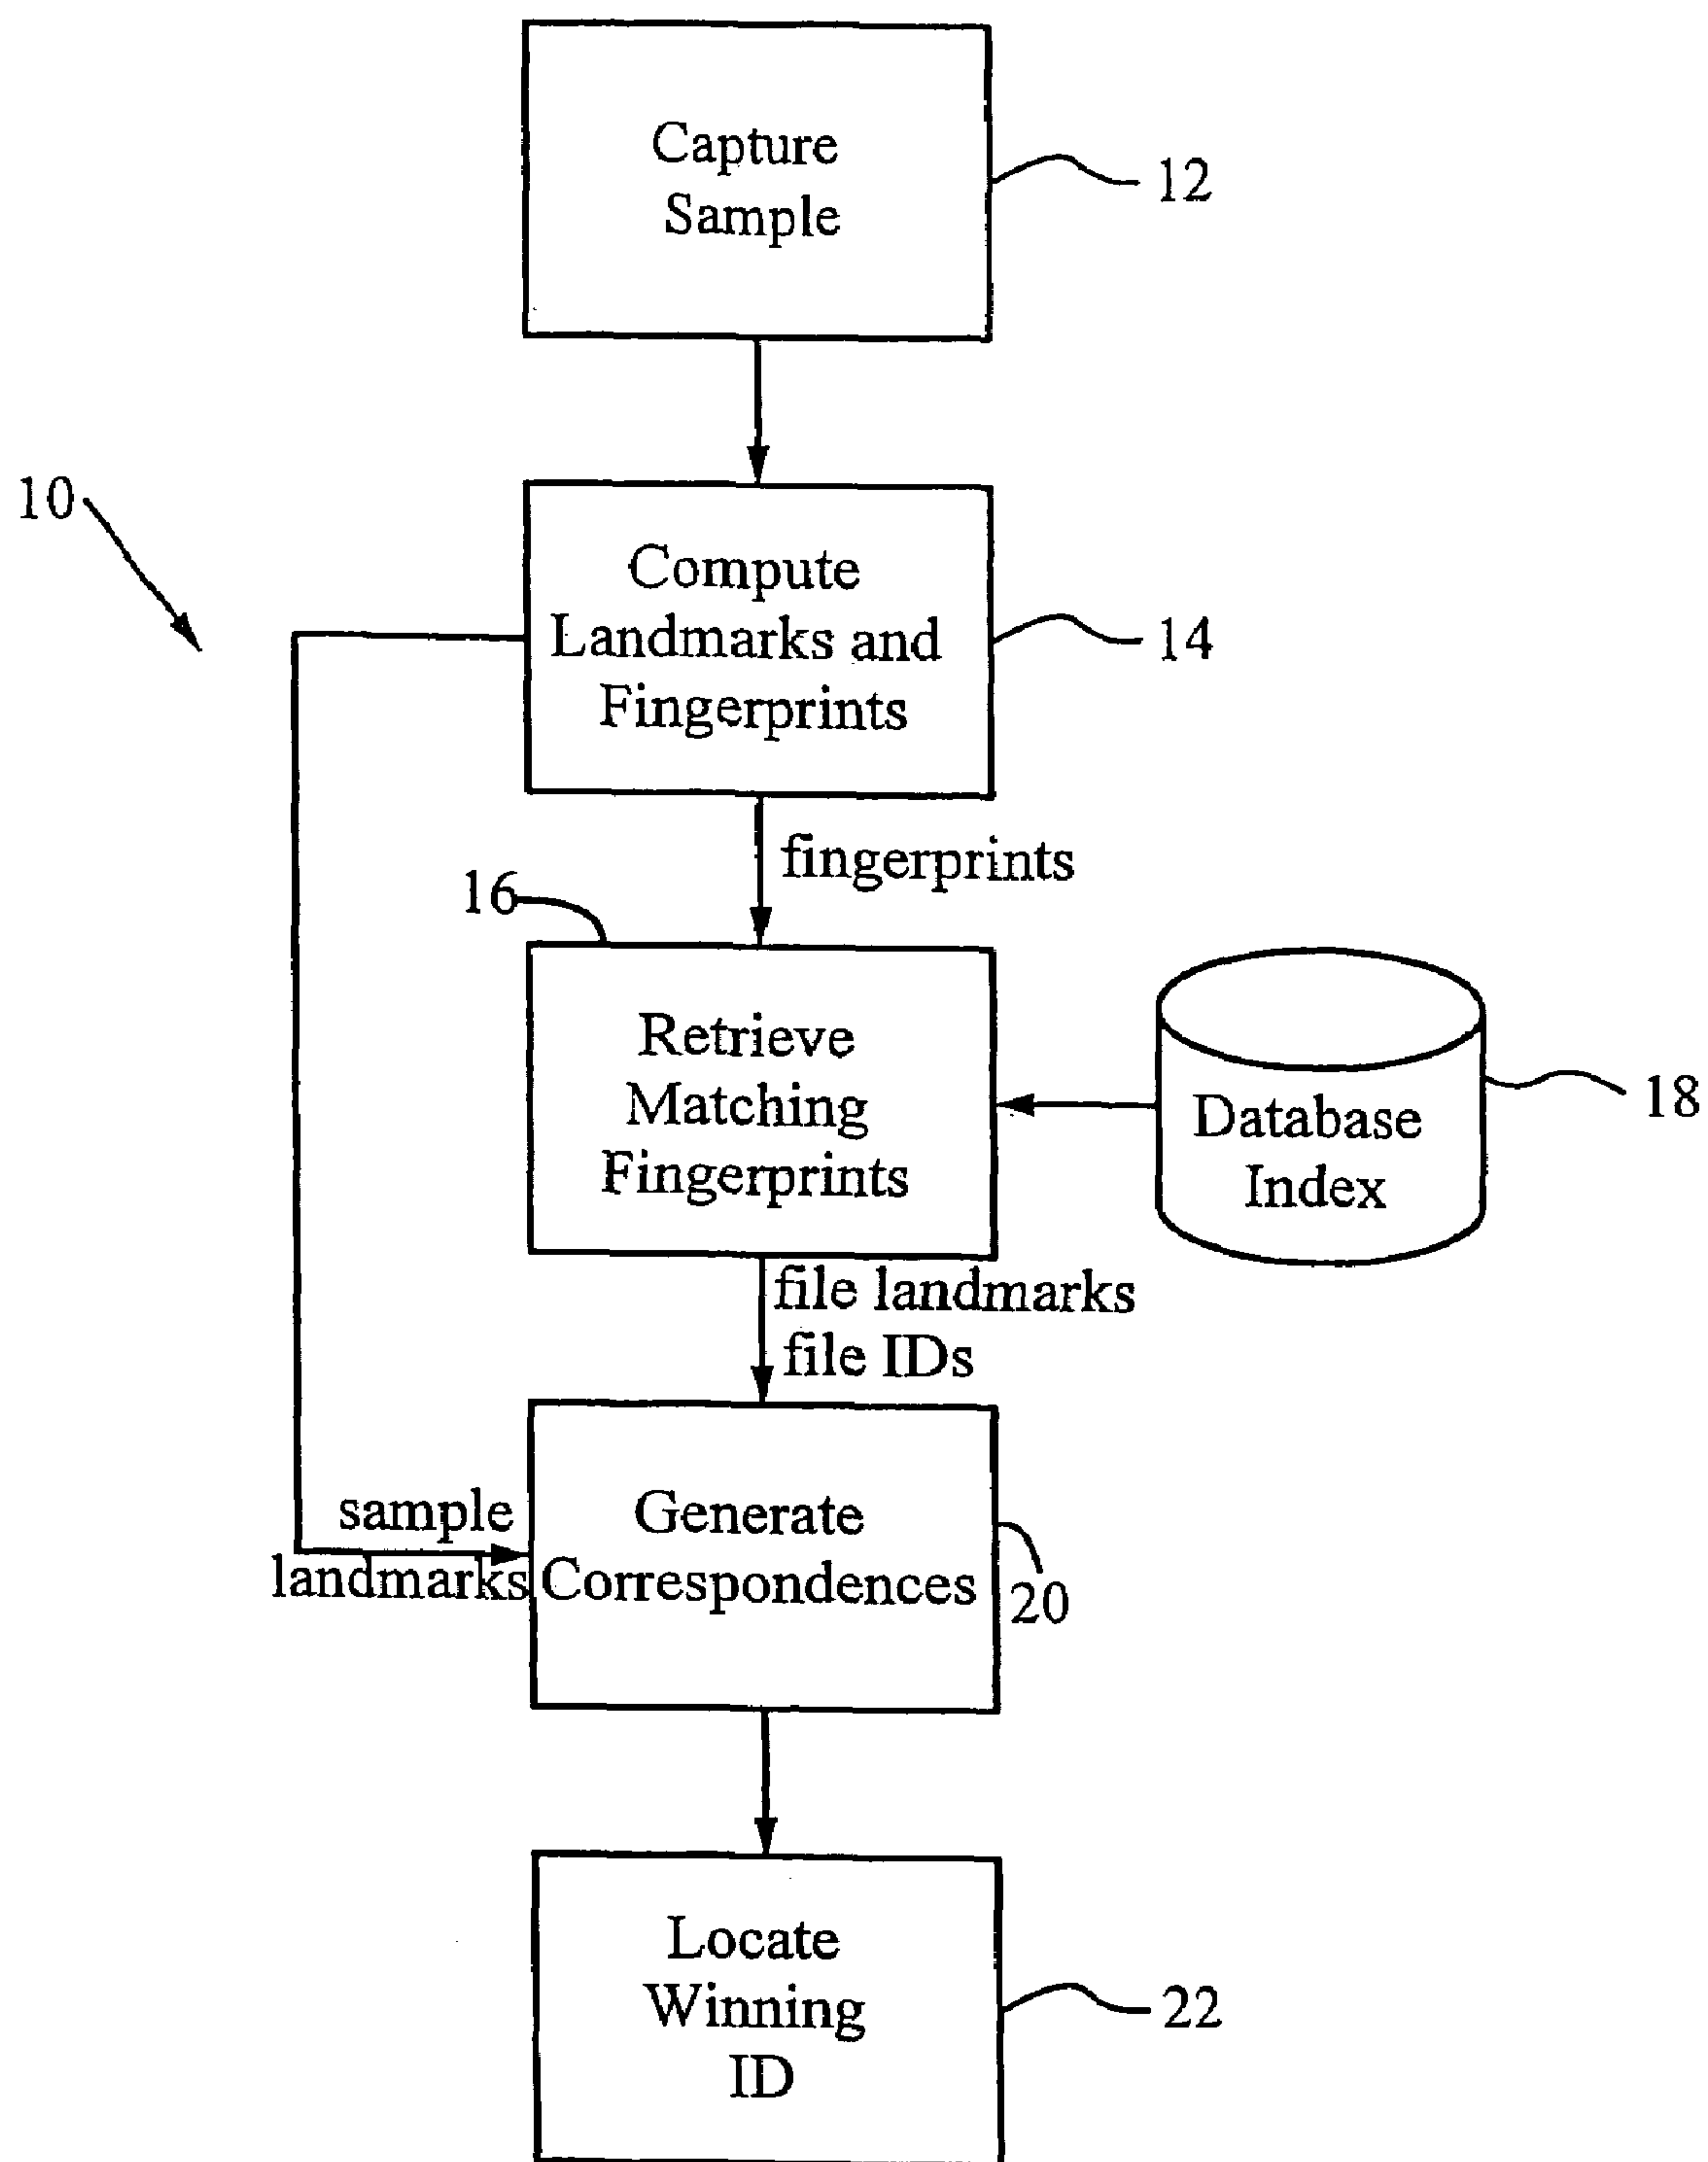 Capture
Sample
12
10
Compute
Landmarks and
Fingerprints
14
fingerprints
16
Retrieve
Matching
Fingerprints
Database
Index
18
file landmarks
file IDs
sample
landmarks
Generate
Correspondences
20
Locate
Winning
ID
22